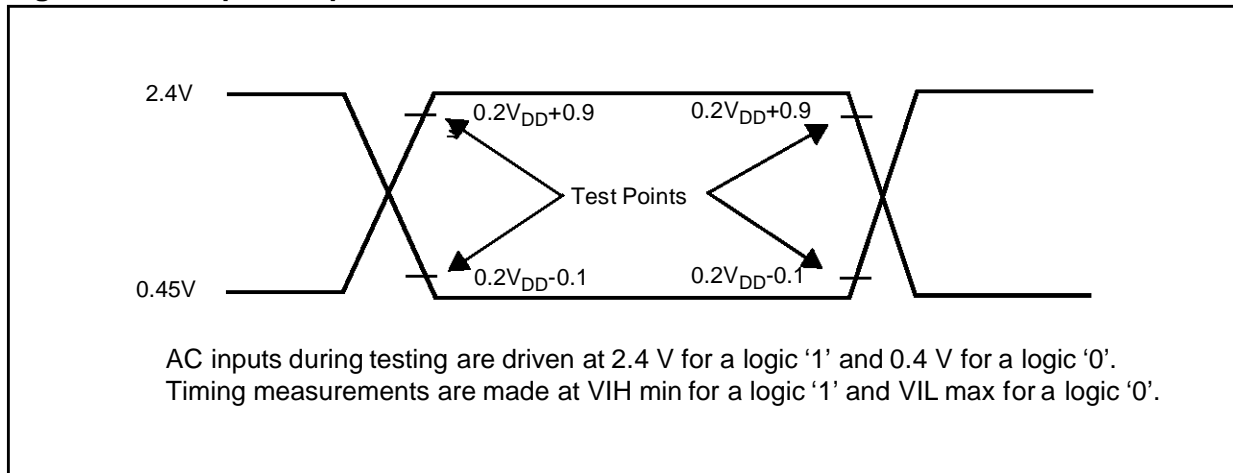 2.4V
0.2VDD+0.9 0.2VDD+0.9
Test Points
0.2VDD-0.1 0.2VDD-0.1
0.45V
AC inputs during testing are driven at 2.4 V for a logic ‘1’ and 0.4 V for a logic ‘0’.
Timing measurements are made at VIH min for a logic ‘1’ and VIL max for a logic ‘0’.